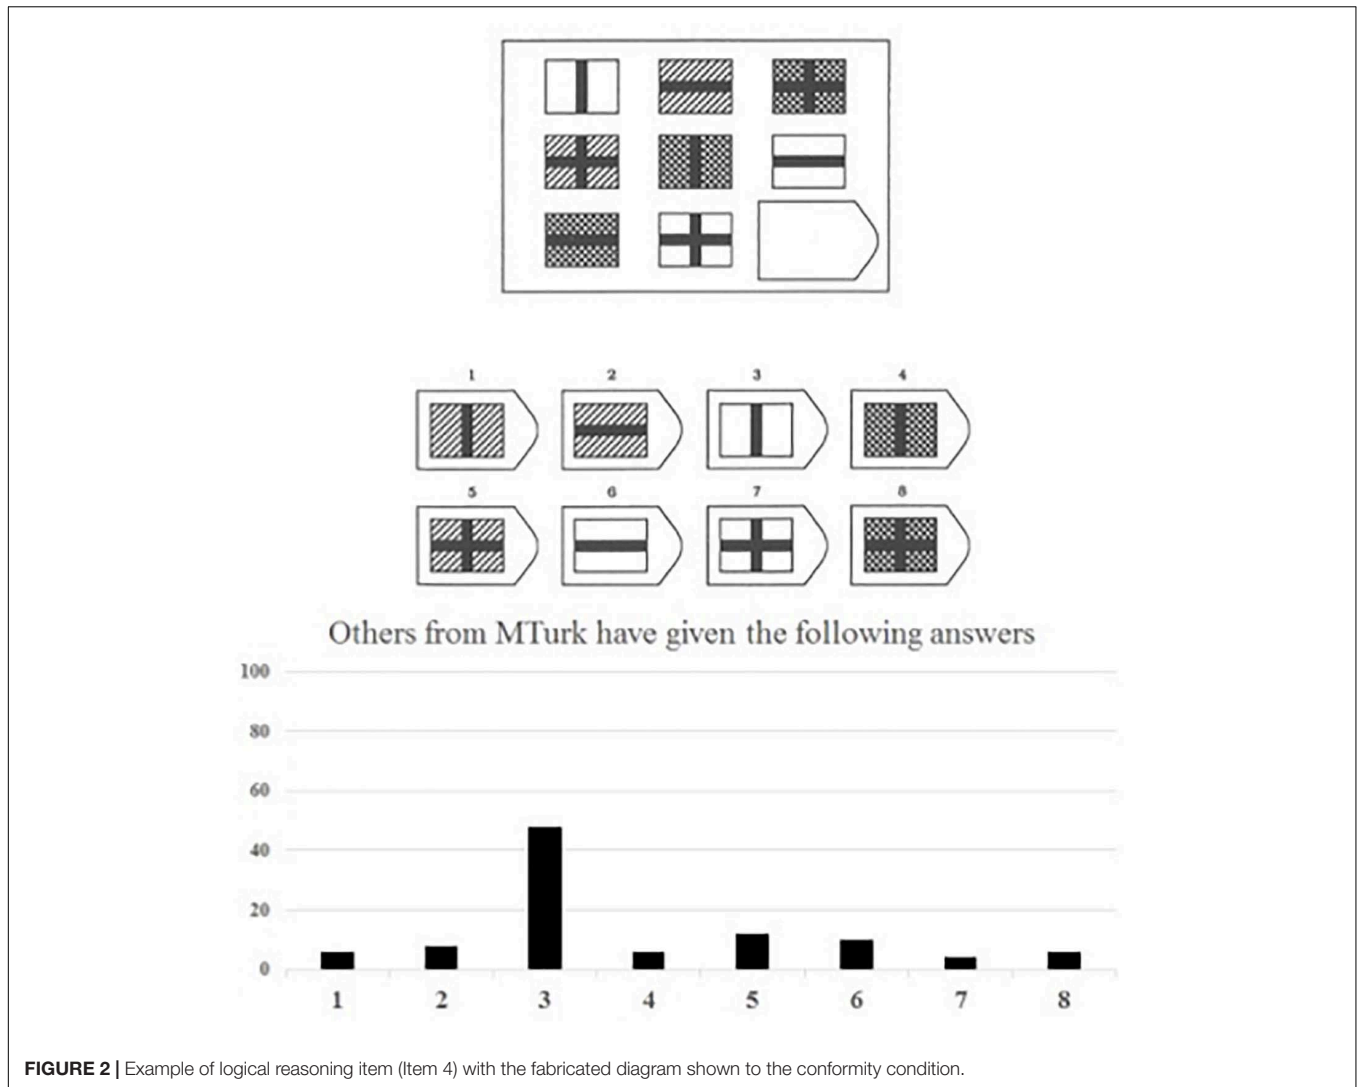 1 2 3 4
5 6 7 8
Others from MTurk have given the following answers
100
80
60
40
20
0
1 2 3 4 5 6 7 8
FIGURE 2 | Example of logical reasoning item (Item 4) with the fabricated diagram shown to the conformity condition.